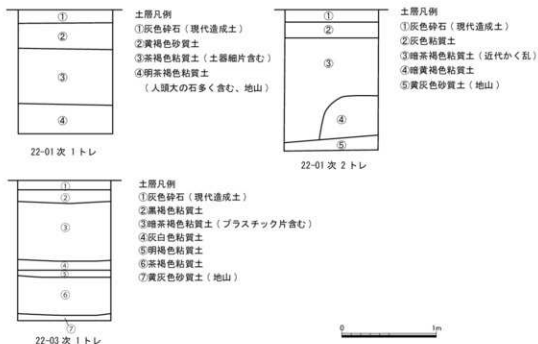 ①
②
③
④
22-01次 1トレ
土層凡例
①灰色砕石（現代造成土）
②黄褐色砂質土
③茶褐色粘質土（土器細片含む）
④明茶褐色粘質土
（人頭大の石多く含む、地山）
①
②
③
④
⑤
22-01次 2トレ
土層凡例
①灰色砕石（現代造成土）
②灰色粘質土
③暗茶褐色粘質土（近代かく乱）
④暗黄褐色粘質土
⑤黄灰色砂質土（地山）
①
②
③
④
⑤
⑥
⑦
22-03次 1トレ
土層凡例
①灰色砕石（現代造成土）
②黒褐色粘質土
③暗茶褐色粘質土（プラスチック片含む）
④灰白色粘質土
⑤明褐色粘質土
⑥茶褐色粘質土
⑦黄灰色砂質土（地山）
0 1m